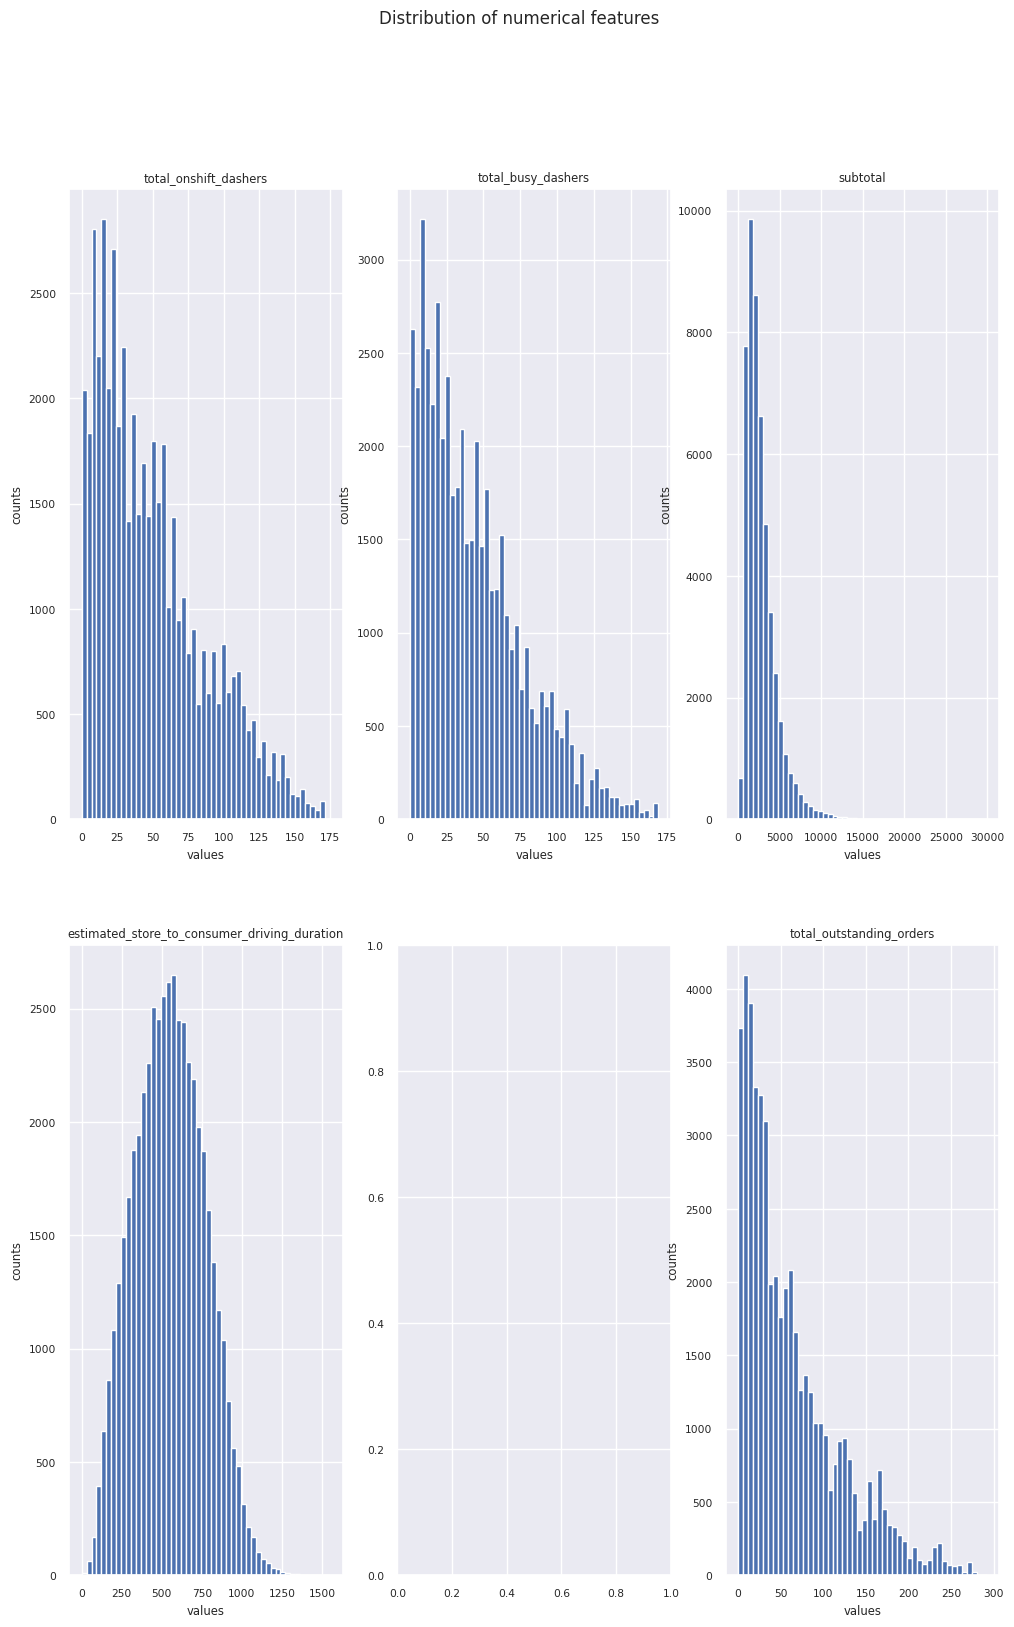 Distribution of numerical features
total_onshift_dashers
total_busy_dashers
subtotal
counts
2500
2000
1500
1000
500
0
0 25 50 75 100 125 150 175
values
counts
3000
2500
2000
1500
1000
500
0
0 25 50 75 100 125 150 175
values
counts
10000
8000
6000
4000
2000
0
0 5000 10000 15000 20000 25000 30000
values
estimated_store_to_consumer_driving_duration
total_outstanding_orders
counts
2500
2000
1500
1000
500
0
0 250 500 750 1000 1250 1500
values
1.0
0.8
0.6
0.4
0.2
0.0
0.0 0.2 0.4 0.6 0.8 1.0
counts
4000
3500
3000
2500
2000
1500
1000
500
0
0 50 100 150 200 250 300
values